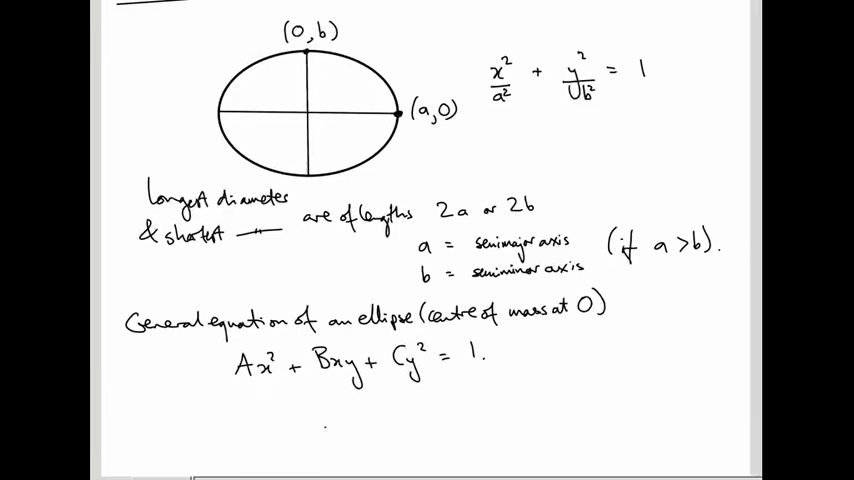 (0,b)
x²/a² + y²/b² = 1
(a,0)
longest diameter
& shortest —〃— are of lengths 2a or 2b
a = semimajor axis (if a > b).
b = semiminor axis
General equation of an ellipse (centre of mass at 0)
Ax² + Bxy + Cy² = 1.